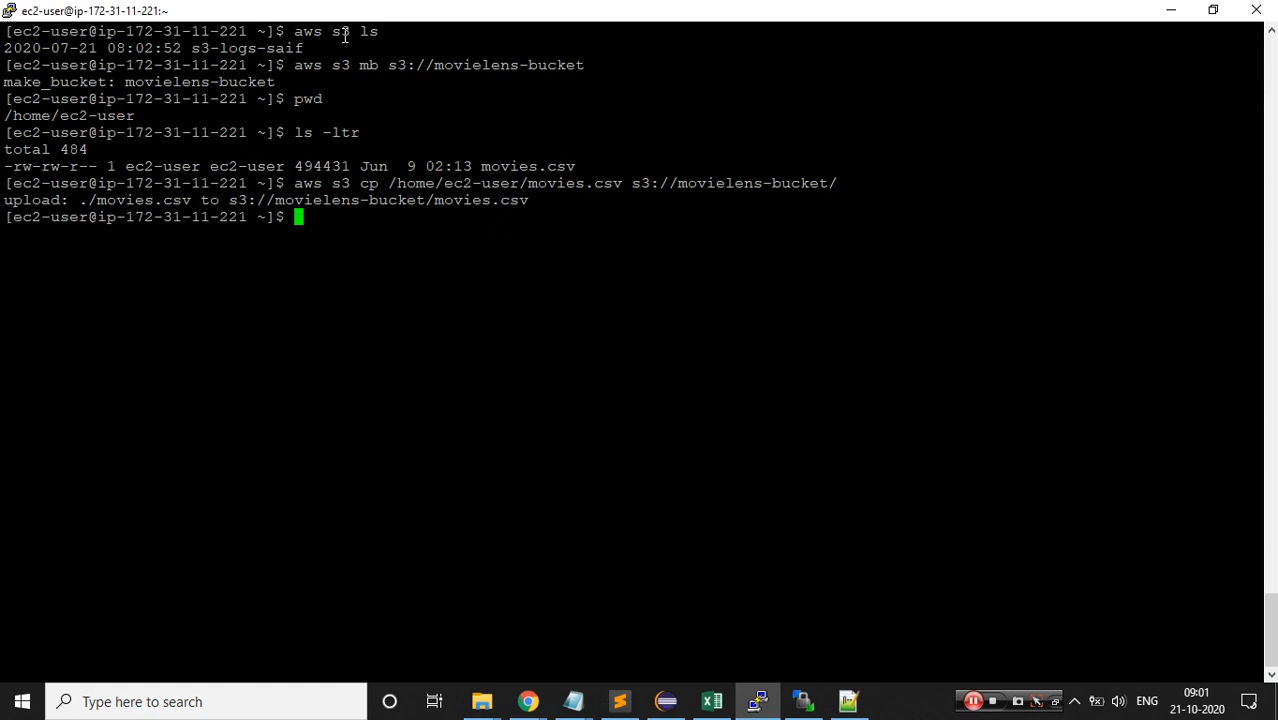 ec2-user@ip-172-31-11-221:~
[ec2-user@ip-172-31-11-221 ~]$ aws s3 ls
2020-07-21 08:02:52 s3-logs-saif
[ec2-user@ip-172-31-11-221 ~]$ aws s3 mb s3://movielens-bucket
make_bucket: movielens-bucket
[ec2-user@ip-172-31-11-221 ~]$ pwd
/home/ec2-user
[ec2-user@ip-172-31-11-221 ~]$ ls -ltr
total 484
-rw-rw-r-- 1 ec2-user ec2-user 494431 Jun  9 02:13 movies.csv
[ec2-user@ip-172-31-11-221 ~]$ aws s3 cp /home/ec2-user/movies.csv s3://movielens-bucket/
upload: ./movies.csv to s3://movielens-bucket/movies.csv
[ec2-user@ip-172-31-11-221 ~]$
Type here to search
ENG
09:01
21-10-2020